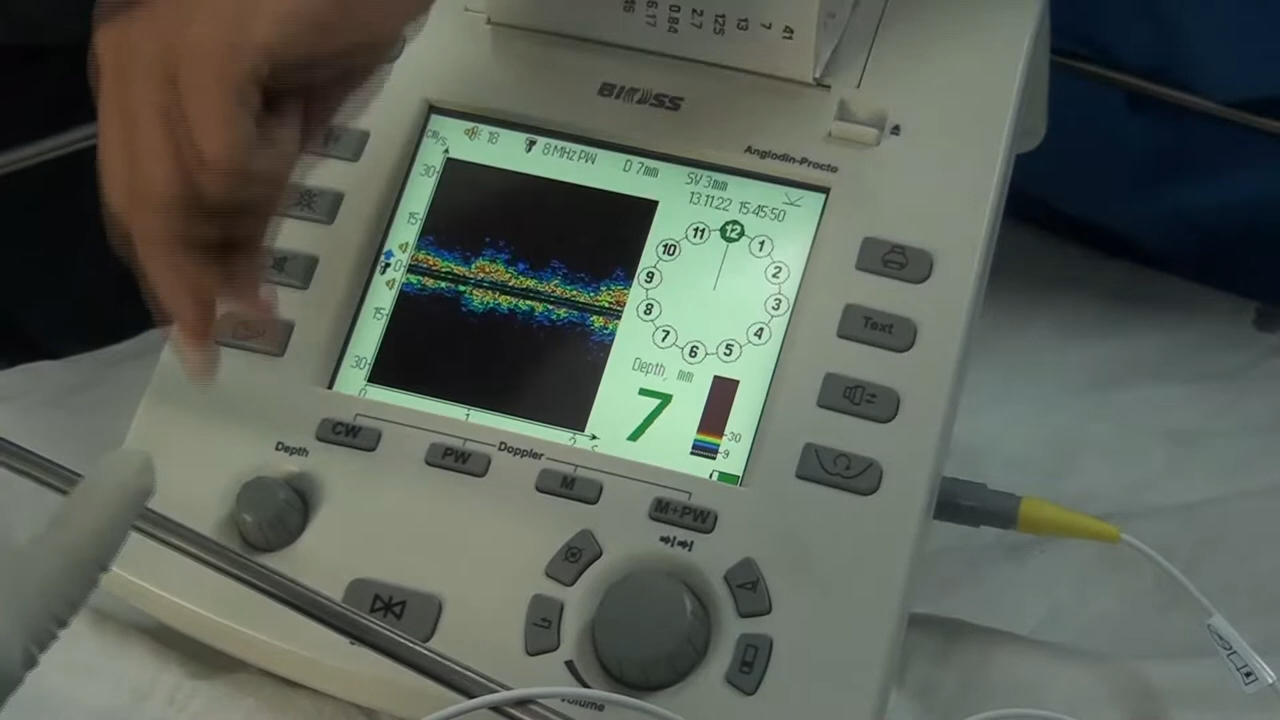 41
7
13
125
2.7
0.84
6.17
BIOSS
Angiodin-Procto
18
8 MHz PW
D 7mm
SV 3mm
13.11.22 15:45:50
cm/s
30
15
0
15
30
0
1
2
s
12
1
2
3
4
5
6
7
8
9
10
11
Depth, mm
7
30
9
Text
CW
PW
Doppler
M
M+PW
Depth
Volume